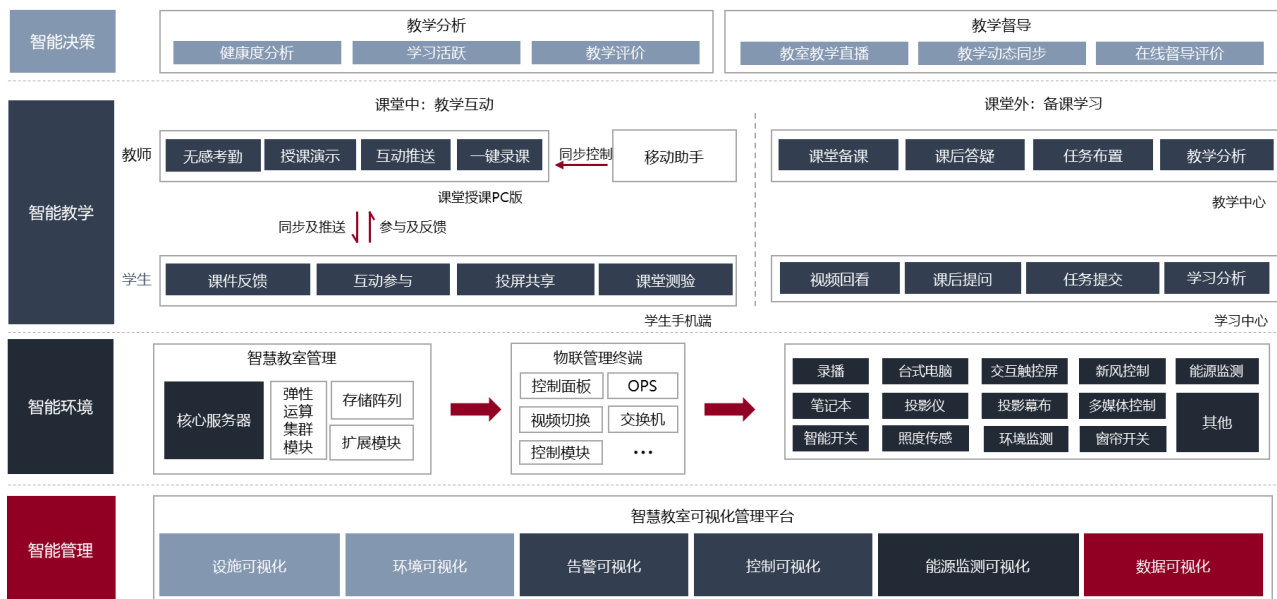 智能决策
教学分析
健康度分析
学习活跃
教学评价
教学督导
教室教学直播
教学动态同步
在线督导评价
智能教学
课堂中：教学互动
课堂外：备课学习
教师
无感考勤
授课演示
互动推送
一键录课
同步控制
移动助手
课堂备课
课后答疑
任务布置
教学分析
课堂授课PC版
教学中心
同步及推送
参与及反馈
学生
课件反馈
互动参与
投屏共享
课堂测验
视频回看
课后提问
任务提交
学习分析
学生手机端
学习中心
智能环境
智慧教室管理
核心服务器
弹性
运算
集群
模块
存储阵列
扩展模块
物联管理终端
控制面板
OPS
视频切换
交换机
控制模块
···
录播
台式电脑
交互触控屏
新风控制
能源监测
笔记本
投影仪
投影幕布
多媒体控制
其他
智能开关
照度传感
环境监测
窗帘开关
智能管理
智慧教室可视化管理平台
设施可视化
环境可视化
告警可视化
控制可视化
能源监测可视化
数据可视化